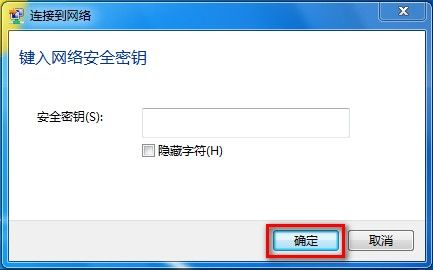 连接到网络
键入网络安全密钥
安全密钥(S):
隐藏字符(H)
确定
取消